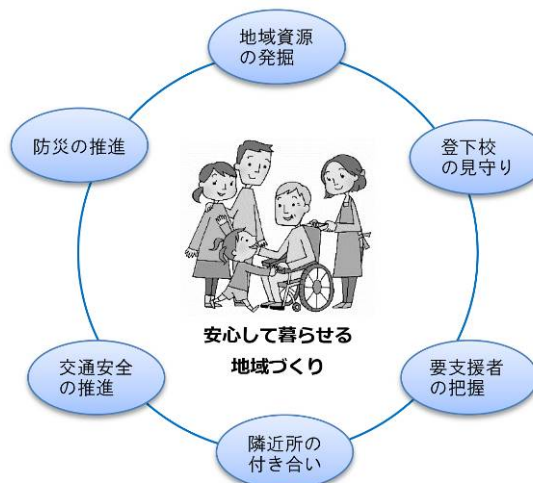 地域資源
の発掘
登下校
の見守り
要支援者
の把握
隣近所の
付き合い
交通安全
の推進
防災の推進
安心して暮らせる
地域づくり